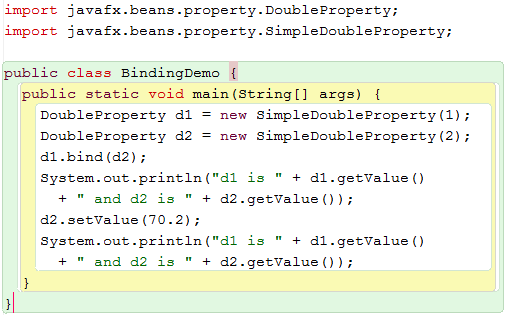 import javafx.beans.property.DoubleProperty;
import javafx.beans.property.SimpleDoubleProperty;
public class BindingDemo {
public static void main(String[] args) {
DoubleProperty d1 = new SimpleDoubleProperty(1);
DoubleProperty d2 = new SimpleDoubleProperty(2);
d1.bind(d2);
System.out.println("d1 is " + d1.getValue()
+ " and d2 is " + d2.getValue());
d2.setValue(70.2);
System.out.println("d1 is " + d1.getValue()
+ " and d2 is " + d2.getValue());
}
}